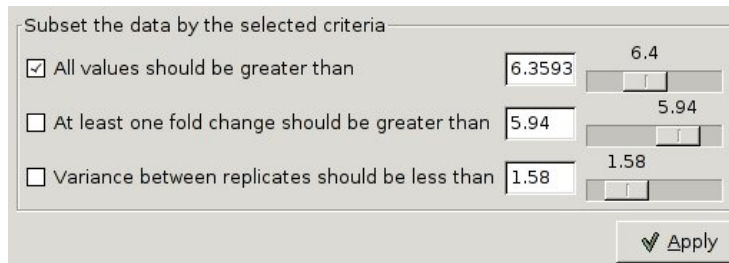 Subset the data by the selected criteria
All values should be greater than 6.3593 6.4
At least one fold change should be greater than 5.94 5.94
Variance between replicates should be less than 1.58 1.58
Apply